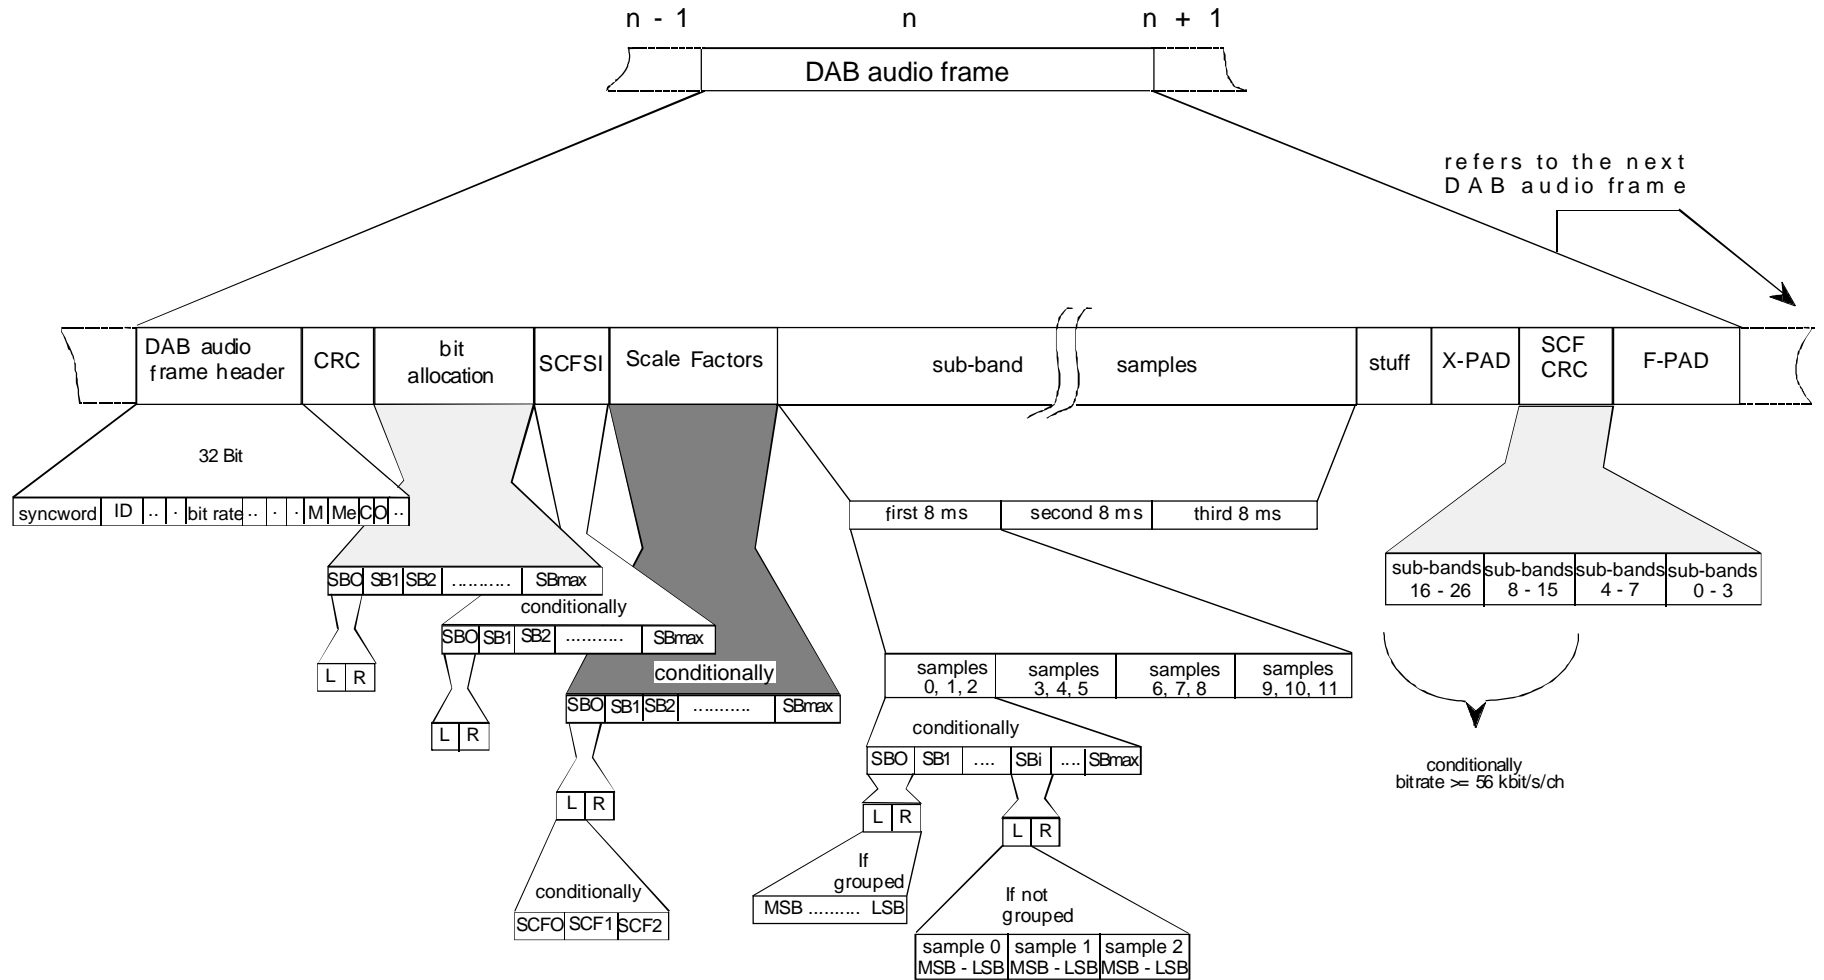 n - 1 n n + 1
DAB audio frame
refers to the next
DAB audio frame
DAB audio
frame header
CRC
bit
allocation
SCFSI
Scale Factors
sub-band samples
stuff
X-PAD
SCF
CRC
F-PAD
32 Bit
syncword ID .. . bit rate .. . . M Me CO ..
first 8 ms second 8 ms third 8 ms
SBO SB1 SB2 ........... SBmax
conditionally
sub-bands
16 - 26
sub-bands
8 - 15
sub-bands
4 - 7
sub-bands
0 - 3
SBO SB1 SB2 ........... SBmax
L R
conditionally
samples
0, 1, 2
samples
3, 4, 5
samples
6, 7, 8
samples
9, 10, 11
SBO SB1 SB2 ........... SBmax
L R
conditionally
SBO SB1 .... SBi .... SBmax
conditionally
bitrate >= 56 kbit/s/ch
L R
L R
L R
If
grouped
conditionally
MSB .......... LSB
If not
grouped
SCFO SCF1 SCF2
sample 0
MSB - LSB
sample 1
MSB - LSB
sample 2
MSB - LSB